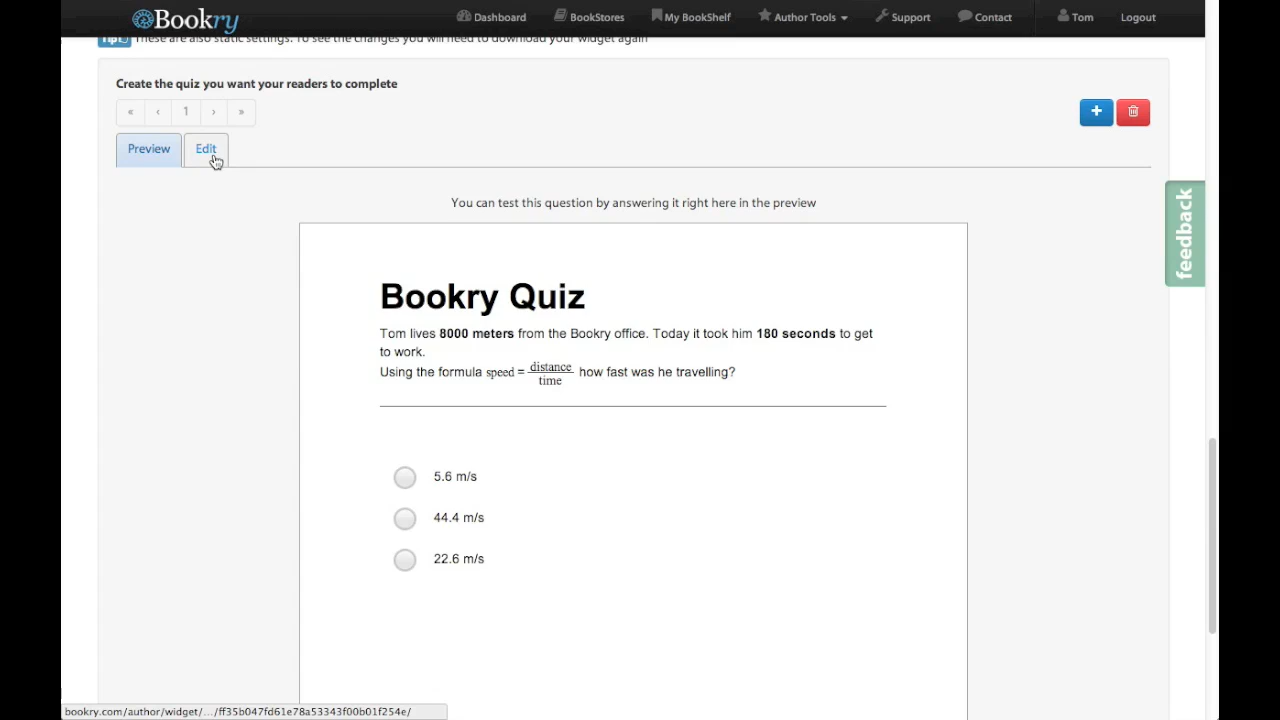 Bookry
Dashboard BookStores My BookShelf Author Tools Support Contact Tom Logout
Tip These are also static settings. To see the changes you will need to download your widget again
Create the quiz you want your readers to complete
« ‹ 1 › »
+
Preview Edit
You can test this question by answering it right here in the preview
feedback
Bookry Quiz
Tom lives 8000 meters from the Bookry office. Today it took him 180 seconds to get
to work.
Using the formula speed = distance/time how fast was he travelling?
5.6 m/s
44.4 m/s
22.6 m/s
bookry.com/author/widget/.../ff35b047fd61e78a53343f00b01f254e/